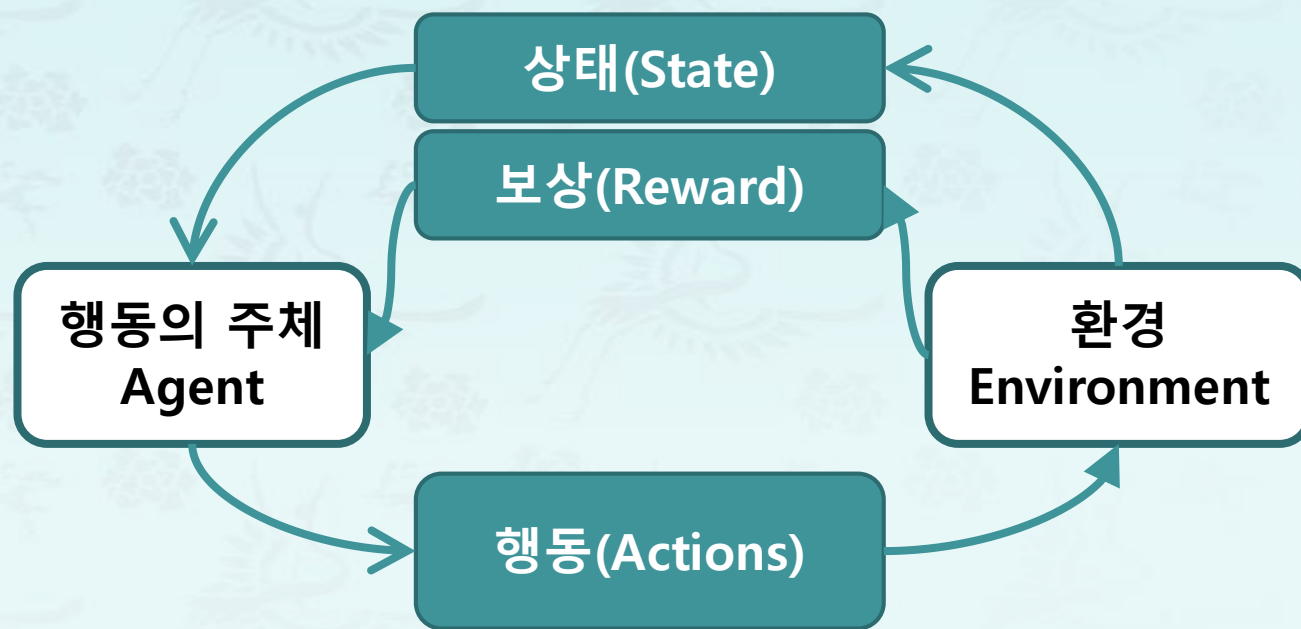 상태(State)
보상(Reward)
행동의 주체
Agent
환경
Environment
행동(Actions)